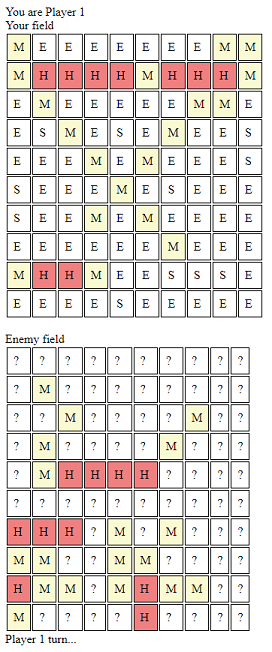 You are Player 1
Your field
M E E E E E E E M M
M H H H H M H H H M
E M E E E E E M M E
E S M E S E M E E S
E E E M E M E E E S
S E E E M E S E E E
S E E M E M E E E E
E E E E E E M E E E
M H H M E E S S S E
E E E E S E E E E E
Enemy field
? ? ? ? ? ? ? ? ? ?
? M ? ? ? ? ? ? ? ?
? ? M ? ? ? ? M ? ?
? M ? ? ? ? M ? ? ?
? M H H H H ? ? ? ?
? ? ? ? ? ? ? ? ? ?
H H H ? M ? M ? ? ?
M M ? ? M M ? ? ? ?
H M M ? M H M M ? ?
M ? ? ? ? H ? ? ? ?
Player 1 turn...